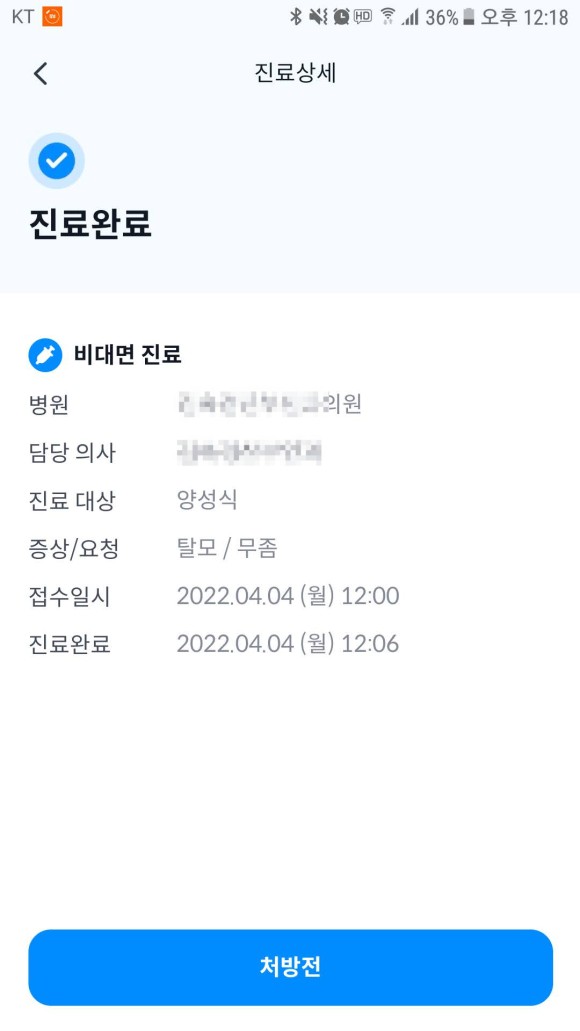 KT HD 36% 오후 12:18
진료상세
진료완료
비대면 진료
병원 의원
담당 의사
진료 대상 양성식
증상/요청 탈모 / 무좀
접수일시 2022.04.04 (월) 12:00
진료완료 2022.04.04 (월) 12:06
처방전